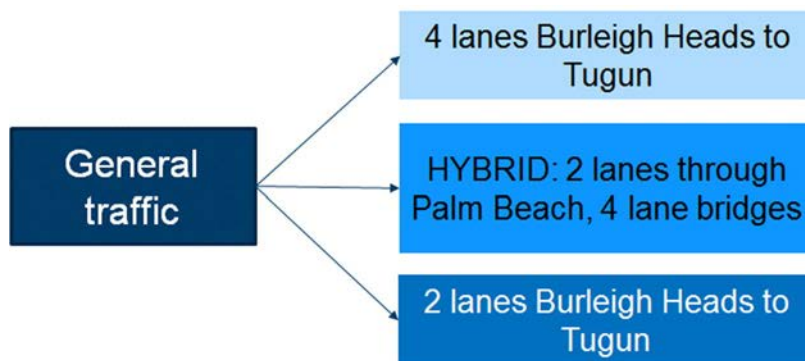 4 lanes Burleigh Heads to
Tugun
General
traffic
HYBRID: 2 lanes through
Palm Beach, 4 lane bridges
2 lanes Burleigh Heads to
Tugun